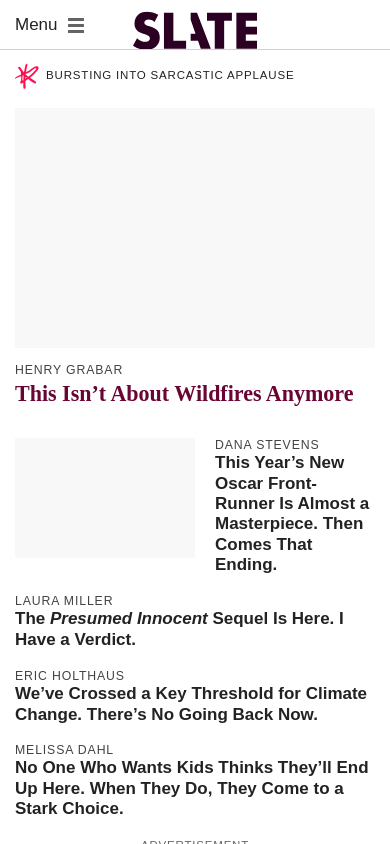 Menu
SLATE
BURSTING INTO SARCASTIC APPLAUSE
HENRY GRABAR
This Isn’t About Wildfires Anymore
DANA STEVENS
This Year’s New
Oscar Front-
Runner Is Almost a
Masterpiece. Then
Comes That
Ending.
LAURA MILLER
The Presumed Innocent Sequel Is Here. I
Have a Verdict.
ERIC HOLTHAUS
We’ve Crossed a Key Threshold for Climate
Change. There’s No Going Back Now.
MELISSA DAHL
No One Who Wants Kids Thinks They’ll End
Up Here. When They Do, They Come to a
Stark Choice.
ADVERTISEMENT